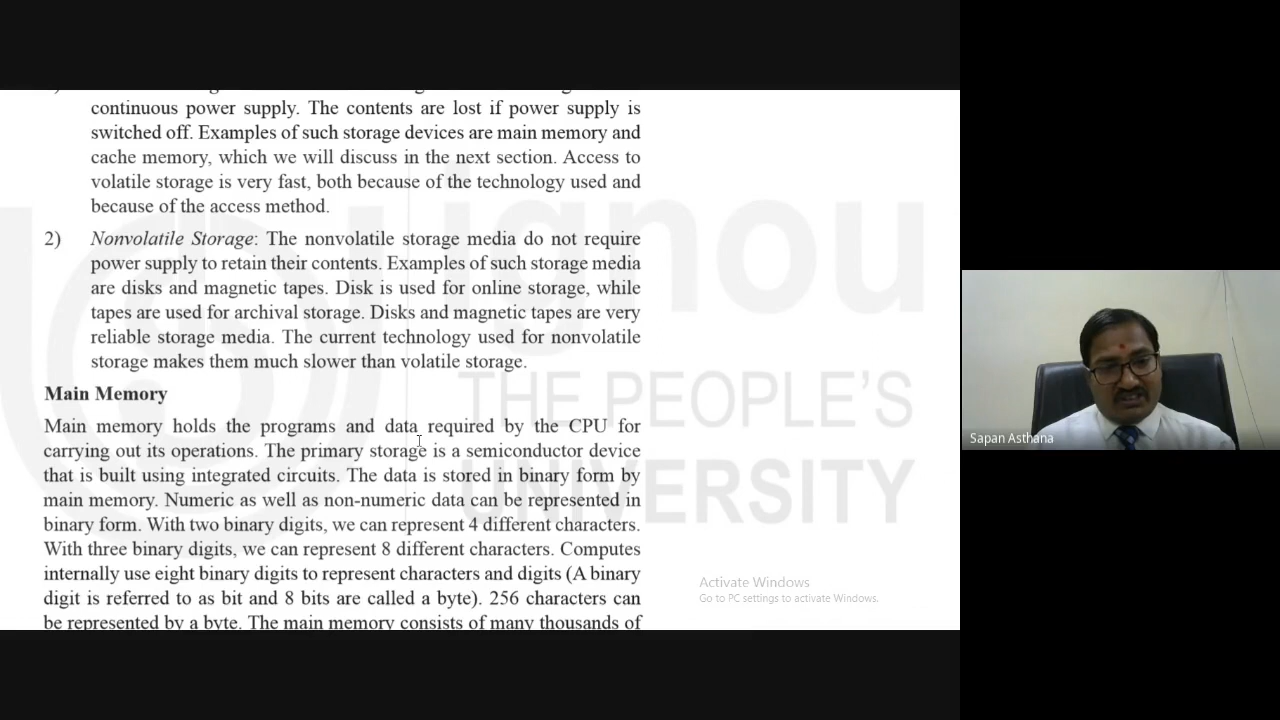 continuous power supply. The contents are lost if power supply is
switched off. Examples of such storage devices are main memory and
cache memory, which we will discuss in the next section. Access to
volatile storage is very fast, both because of the technology used and
because of the access method.
2) Nonvolatile Storage: The nonvolatile storage media do not require
power supply to retain their contents. Examples of such storage media
are disks and magnetic tapes. Disk is used for online storage, while
tapes are used for archival storage. Disks and magnetic tapes are very
reliable storage media. The current technology used for nonvolatile
storage makes them much slower than volatile storage.
Main Memory
Main memory holds the programs and data required by the CPU for
carrying out its operations. The primary storage is a semiconductor device
that is built using integrated circuits. The data is stored in binary form by
main memory. Numeric as well as non-numeric data can be represented in
binary form. With two binary digits, we can represent 4 different characters.
With three binary digits, we can represent 8 different characters. Computes
internally use eight binary digits to represent characters and digits (A binary
digit is referred to as bit and 8 bits are called a byte). 256 characters can
be represented by a byte. The main memory consists of many thousands of
ignou
THE PEOPLE'S
UNIVERSITY
Activate Windows
Go to PC settings to activate Windows.
Sapan Asthana